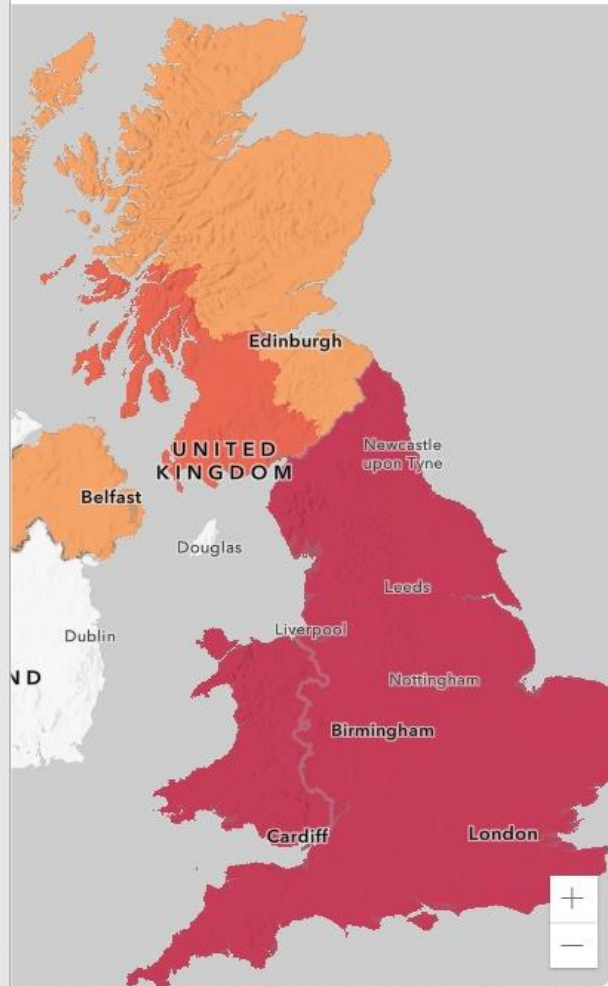 Edinburgh
Newcastle
upon Tyne
UNITED
KINGDOM
Belfast
Douglas
Leeds
Liverpool
Dublin
ND
Nottingham
Birmingham
Cardiff
London
+
−